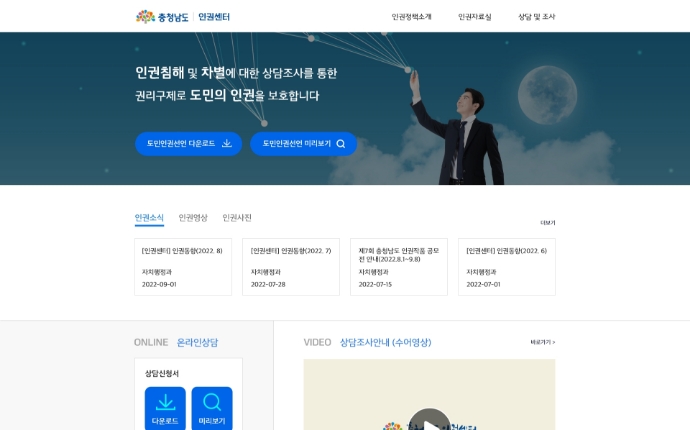 충청남도 인권센터
인권정책소개 인권자료실 상담 및 조사
인권침해 및 차별에 대한 상담조사를 통한
권리구제로 도민의 인권을 보호합니다
도민인권선언 다운로드
도민인권선언 미리보기
인권소식 인권영상 인권사진
더보기
[인권센터] 인권동향(2022. 8)
자치행정과
2022-09-01
[인권센터] 인권동향(2022. 7)
자치행정과
2022-07-28
제7회 충청남도 인권작품 공모
전 안내(2022.8.1~9.8)
자치행정과
2022-07-15
[인권센터] 인권동향(2022. 6)
자치행정과
2022-07-01
ONLINE 온라인상담
상담신청서
다운로드
미리보기
VIDEO 상담조사안내 (수어영상)
바로가기 >